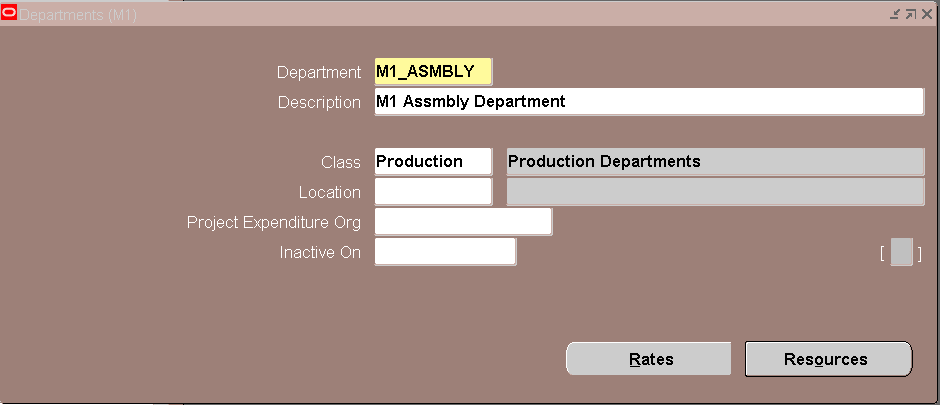 Departments (M1)
Department M1_ASMBLY
Description M1 Assmbly Department
Class Production Production Departments
Location
Project Expenditure Org
Inactive On [ ]
Rates Resources